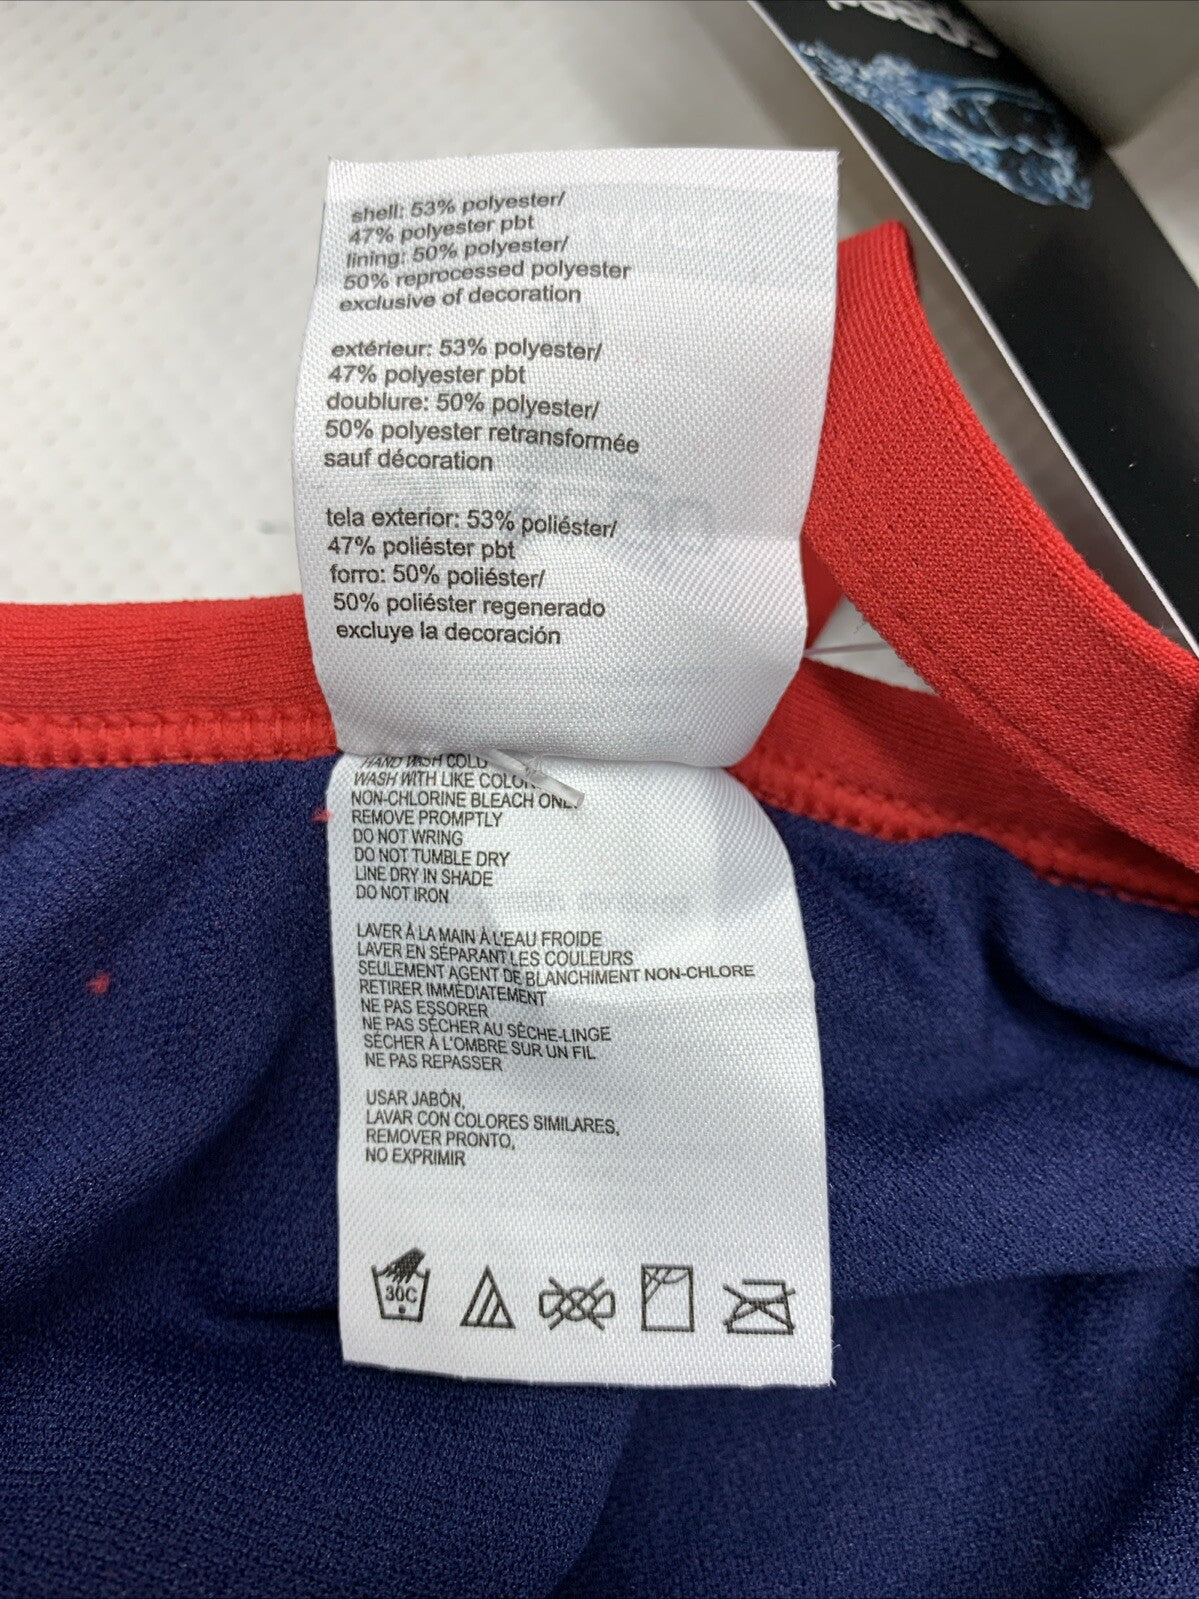 shell: 53% polyester/
47% polyester pbt
lining: 50% polyester/
50% reprocessed polyester
exclusive of decoration
extérieur: 53% polyester/
47% polyester pbt
doublure: 50% polyester/
50% polyester retransformée
sauf décoration
tela exterior: 53% poliéster/
47% poliéster pbt
forro: 50% poliéster/
50% poliéster regenerado
excluye la decoración
HAND WASH COLD
WASH WITH LIKE
NON-CHLORINE BLEACH
REMOVE PROMPTLY
DO NOT WRING
DO NOT TUMBLE DRY
LINE DRY IN SHADE
DO NOT IRON
LAVER À LA MAIN À L'EAU FROIDE
LAVER EN SÉPARANT LES COULEURS
SEULEMENT AGENT DE BLANCHIMENT NON-CHLORE
RETIRER IMMÉDIATEMENT
NE PAS ESSORER
NE PAS SÉCHER AU SÈCHE-LINGE
SÉCHER À L'OMBRE SUR UN FIL
NE PAS REPASSER
USAR JABÓN,
LAVAR CON COLORES SIMILARES,
REMOVER PRONTO,
NO EXPRIMIR
30C